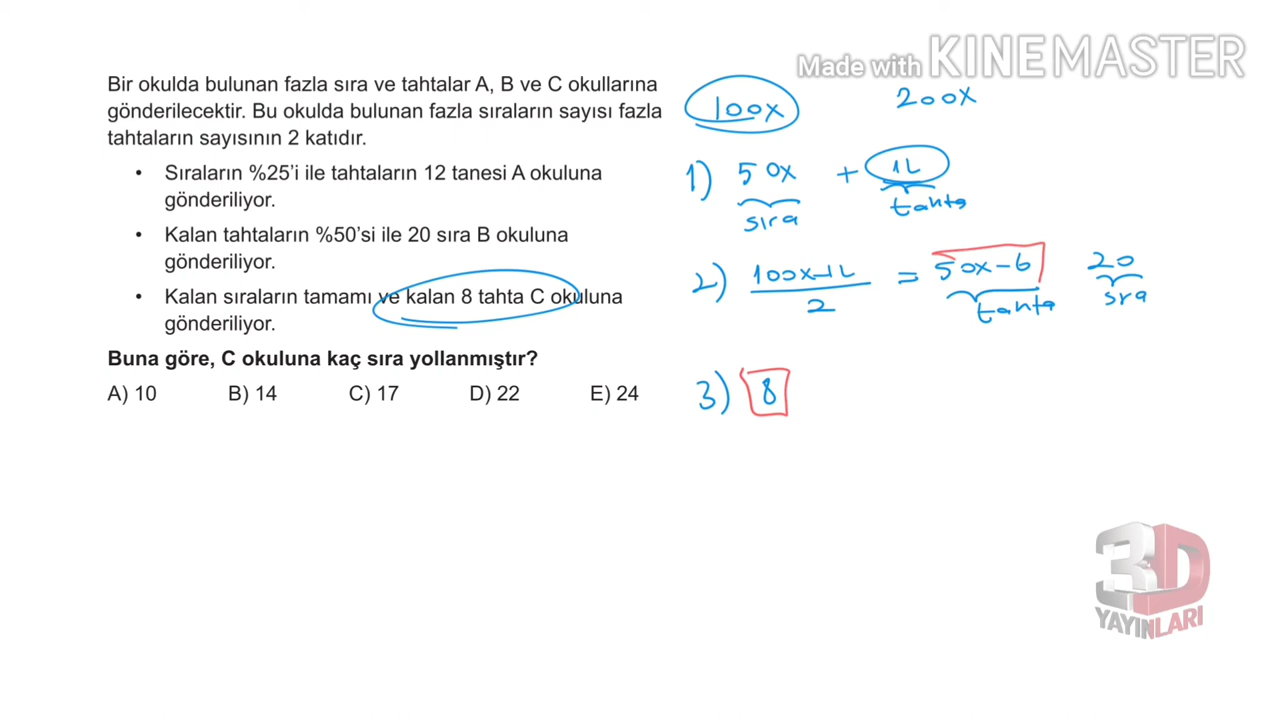 Made with KINEMASTER
Bir okulda bulunan fazla sıra ve tahtalar A, B ve C okullarına
gönderilecektir. Bu okulda bulunan fazla sıraların sayısı fazla
tahtaların sayısının 2 katıdır.
• Sıraların %25'i ile tahtaların 12 tanesi A okuluna
gönderiliyor.
• Kalan tahtaların %50'si ile 20 sıra B okuluna
gönderiliyor.
• Kalan sıraların tamamı ve kalan 8 tahta C okuluna
gönderiliyor.
Buna göre, C okuluna kaç sıra yollanmıştır?
A) 10 B) 14 C) 17 D) 22 E) 24
100x 200x
1) 50x + 12
sıra tahta
2) 100x-12 / 2 = 50x-6 20
tahta sıra
3) 8
3D
YAYINLARI